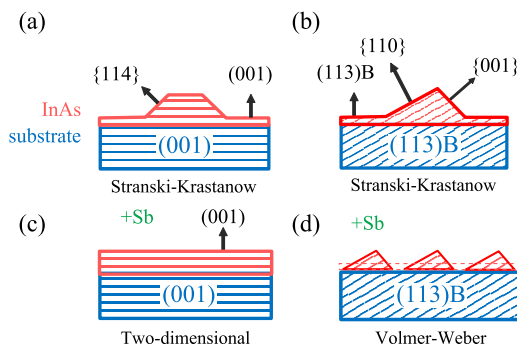 (a)
{114}
(001)
InAs
substrate
(001)
Stranski-Krastanow
(b)
{110}
(113)B
{001}
(113)B
Stranski-Krastanow
(c)
+Sb
(001)
(001)
Two-dimensional
(d)
+Sb
(113)B
Volmer-Weber